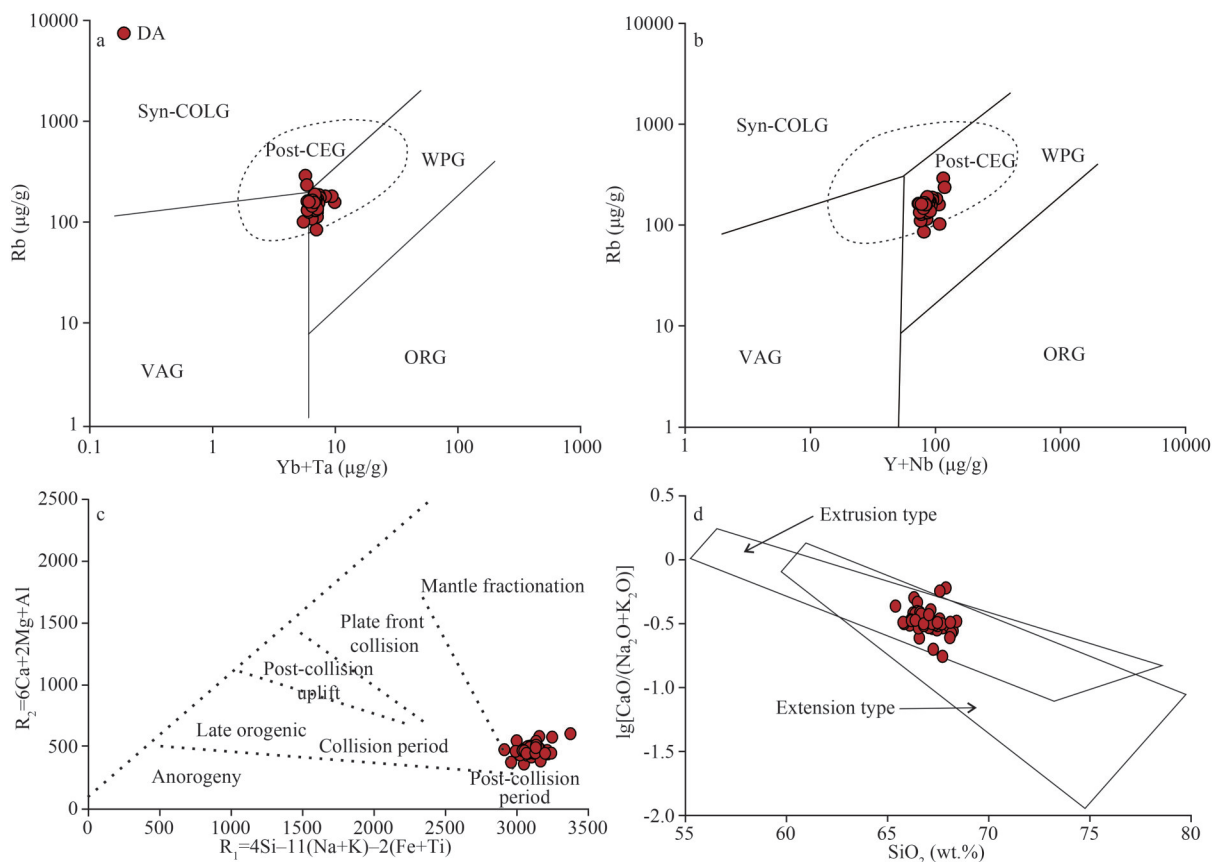 a
DA
10000
1000
100
10
1
Rb (μg/g)
Syn-COLG
Post-CEG
WPG
VAG
ORG
0.1
1
10
100
1000
Yb+Ta (μg/g)
b
10000
1000
100
10
1
Rb (μg/g)
Syn-COLG
Post-CEG
WPG
VAG
ORG
1
10
100
1000
10000
Y+Nb (μg/g)
c
2500
2000
1500
1000
500
0
R₂=6Ca+2Mg+Al
Mantle fractionation
Plate front
collision
Post-collision
uplift
Late orogenic
Collision period
Anorogeny
Post-collision
period
0
500
1000
1500
2000
2500
3000
3500
R₁=4Si–11(Na+K)–2(Fe+Ti)
d
0.5
0
-0.5
-1.0
-1.5
-2.0
lg[CaO/(Na₂O+K₂O)]
Extrusion type
Extension type
55
60
65
70
75
80
SiO₂ (wt.%)